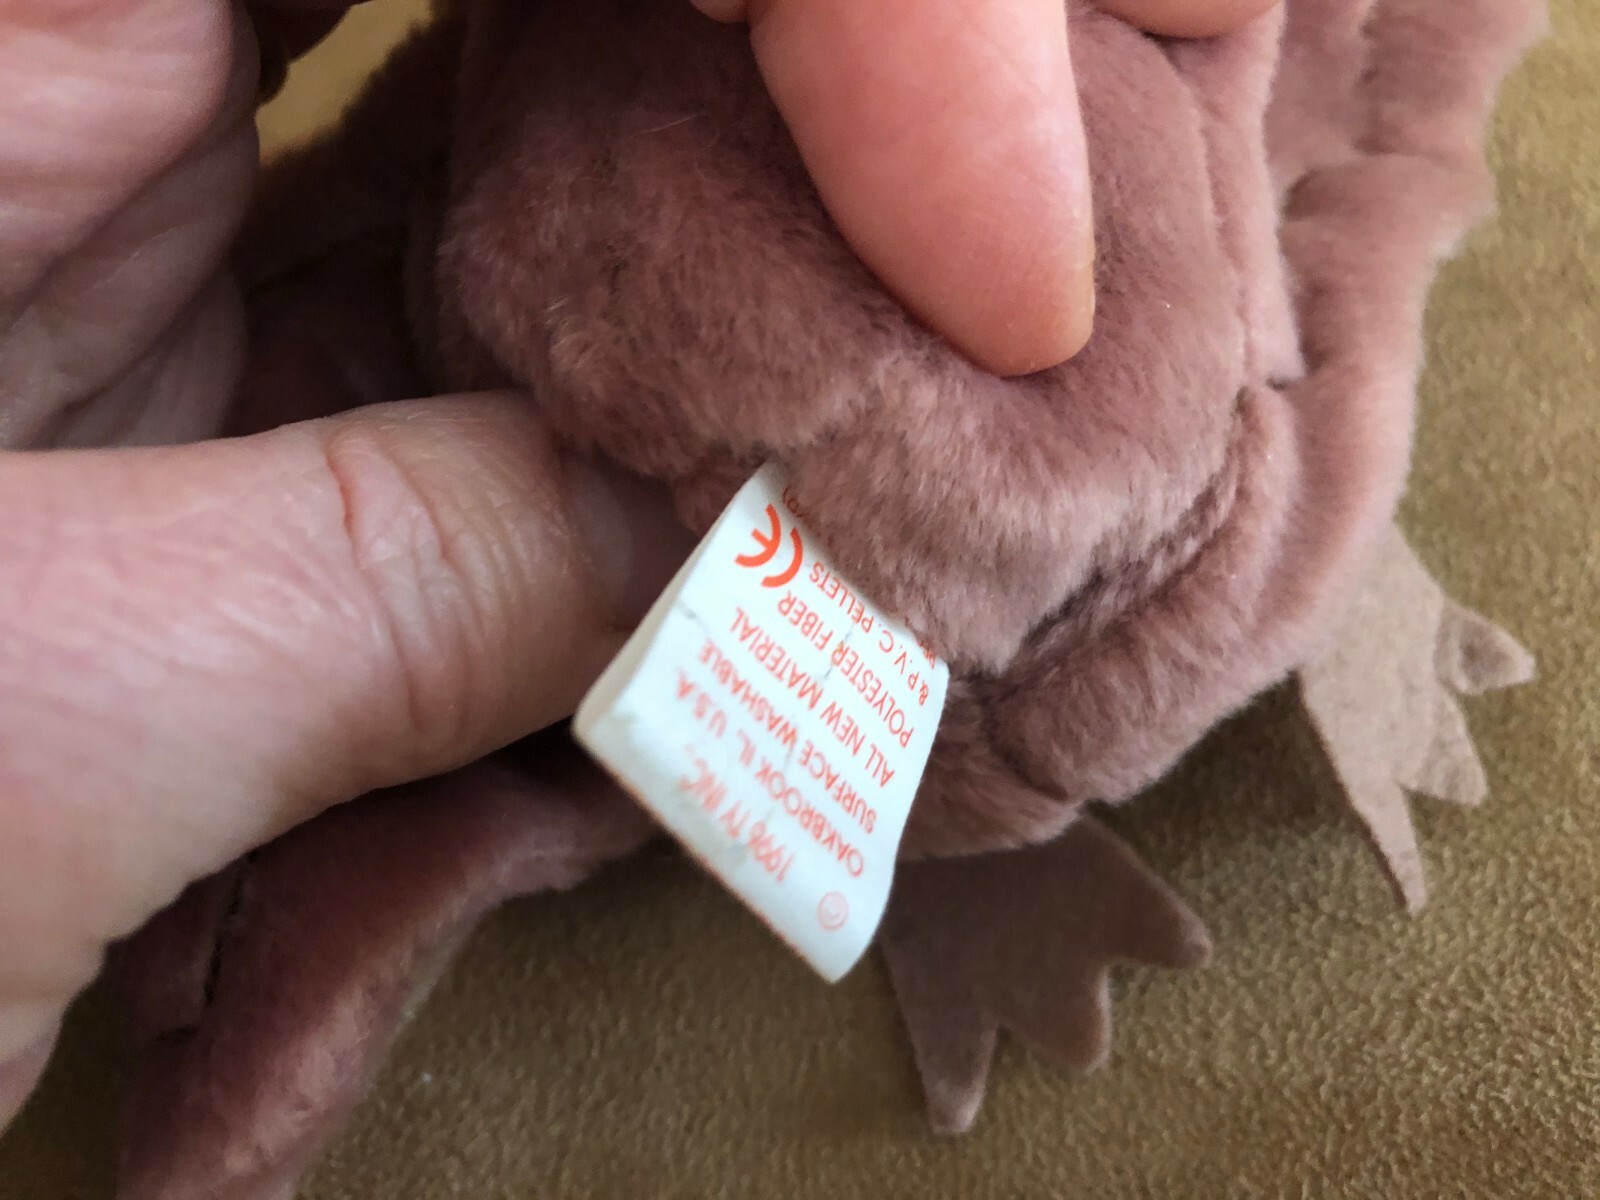 © 1996 TY INC.,
OAKBROOK IL. U.S.A.
SURFACE WASHABLE
ALL NEW MATERIAL
POLYESTER FIBER
& P.V.C. PELLETS
CE